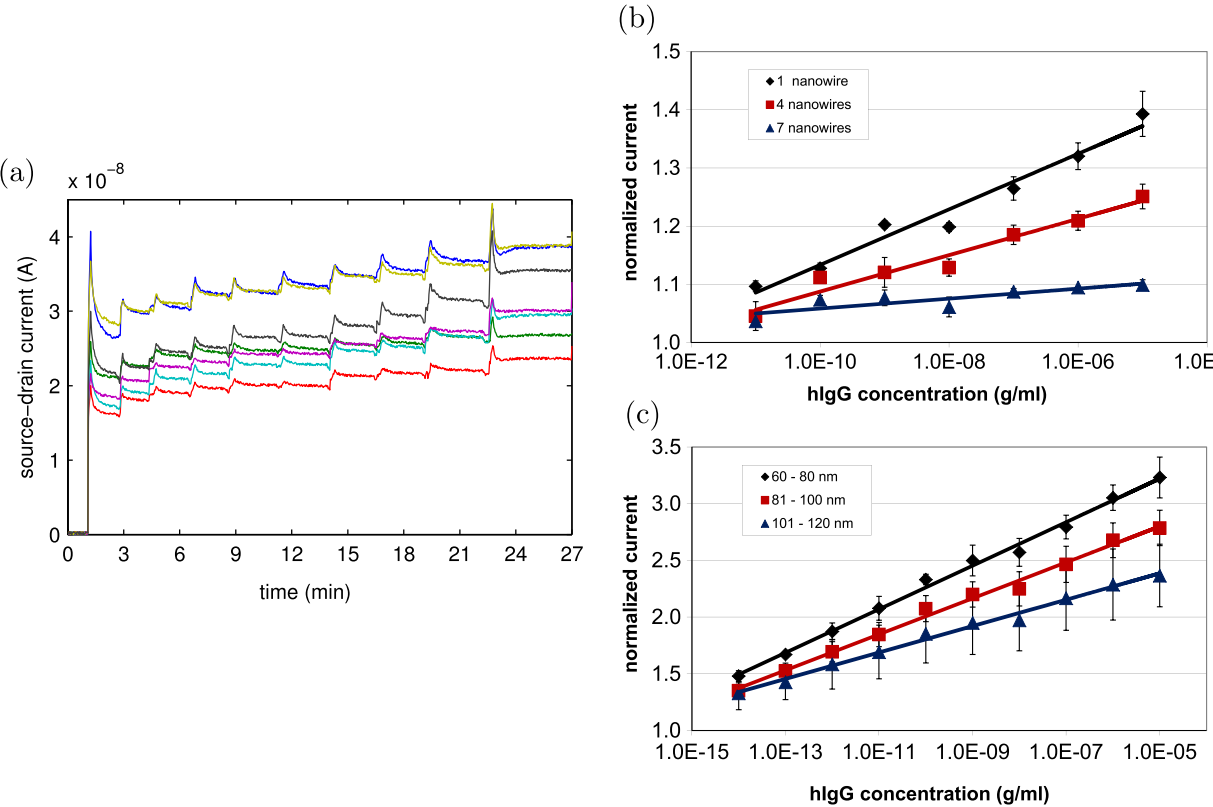 (a)
x 10⁻⁸
4
3
2
1
0
0 3 6 9 12 15 18 21 24 27
source–drain current (A)
time (min)
(b)
1.5
1.4
1.3
1.2
1.1
1.0
1.0E-12 1.0E-10 1.0E-08 1.0E-06 1.0E
normalized current
1 nanowire
4 nanowires
7 nanowires
hIgG concentration (g/ml)
(c)
3.5
3.0
2.5
2.0
1.5
1.0
1.0E-15 1.0E-13 1.0E-11 1.0E-09 1.0E-07 1.0E-05
normalized current
60 - 80 nm
81 - 100 nm
101 - 120 nm
hIgG concentration (g/ml)